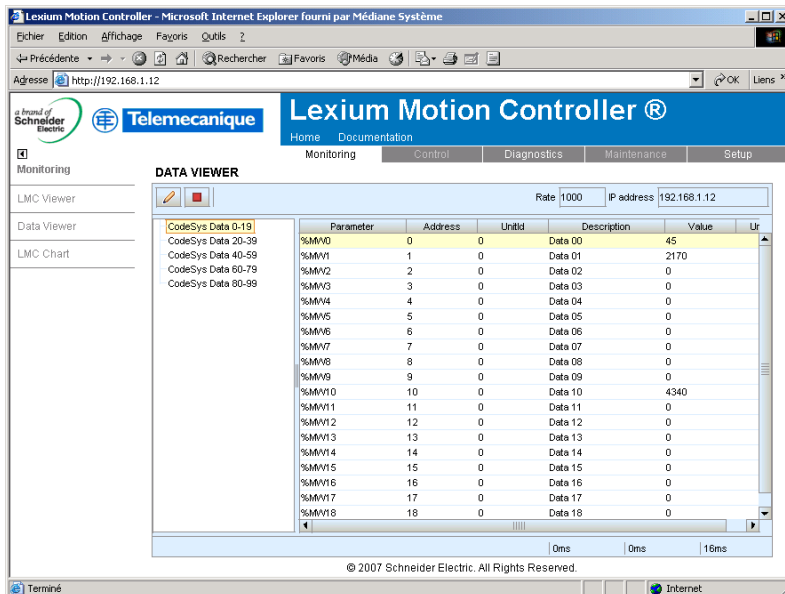 Lexium Motion Controller - Microsoft Internet Explorer fourni par Médiane Système
Fichier Edition Affichage Favoris Outils ?
Précédente Rechercher Favoris Média
Adresse http://192.168.1.12 OK Liens
a brand of
Schneider
Electric
Telemecanique
Lexium Motion Controller ®
Home Documentation
Monitoring Control Diagnostics Maintenance Setup
Monitoring
LMC Viewer
Data Viewer
LMC Chart
DATA VIEWER
Rate 1000 IP address 192.168.1.12
CodeSys Data 0-19
CodeSys Data 20-39
CodeSys Data 40-59
CodeSys Data 60-79
CodeSys Data 80-99
Parameter Address UnitId Description Value Ur
%MW0 0 0 Data 00 45
%MW1 1 0 Data 01 2170
%MW2 2 0 Data 02 0
%MW3 3 0 Data 03 0
%MW4 4 0 Data 04 0
%MW5 5 0 Data 05 0
%MW6 6 0 Data 06 0
%MW7 7 0 Data 07 0
%MW8 8 0 Data 08 0
%MW9 9 0 Data 09 0
%MW10 10 0 Data 10 4340
%MW11 11 0 Data 11 0
%MW12 12 0 Data 12 0
%MW13 13 0 Data 13 0
%MW14 14 0 Data 14 0
%MW15 15 0 Data 15 0
%MW16 16 0 Data 16 0
%MW17 17 0 Data 17 0
%MW18 18 0 Data 18 0
0ms 0ms 16ms
© 2007 Schneider Electric. All Rights Reserved.
Terminé Internet